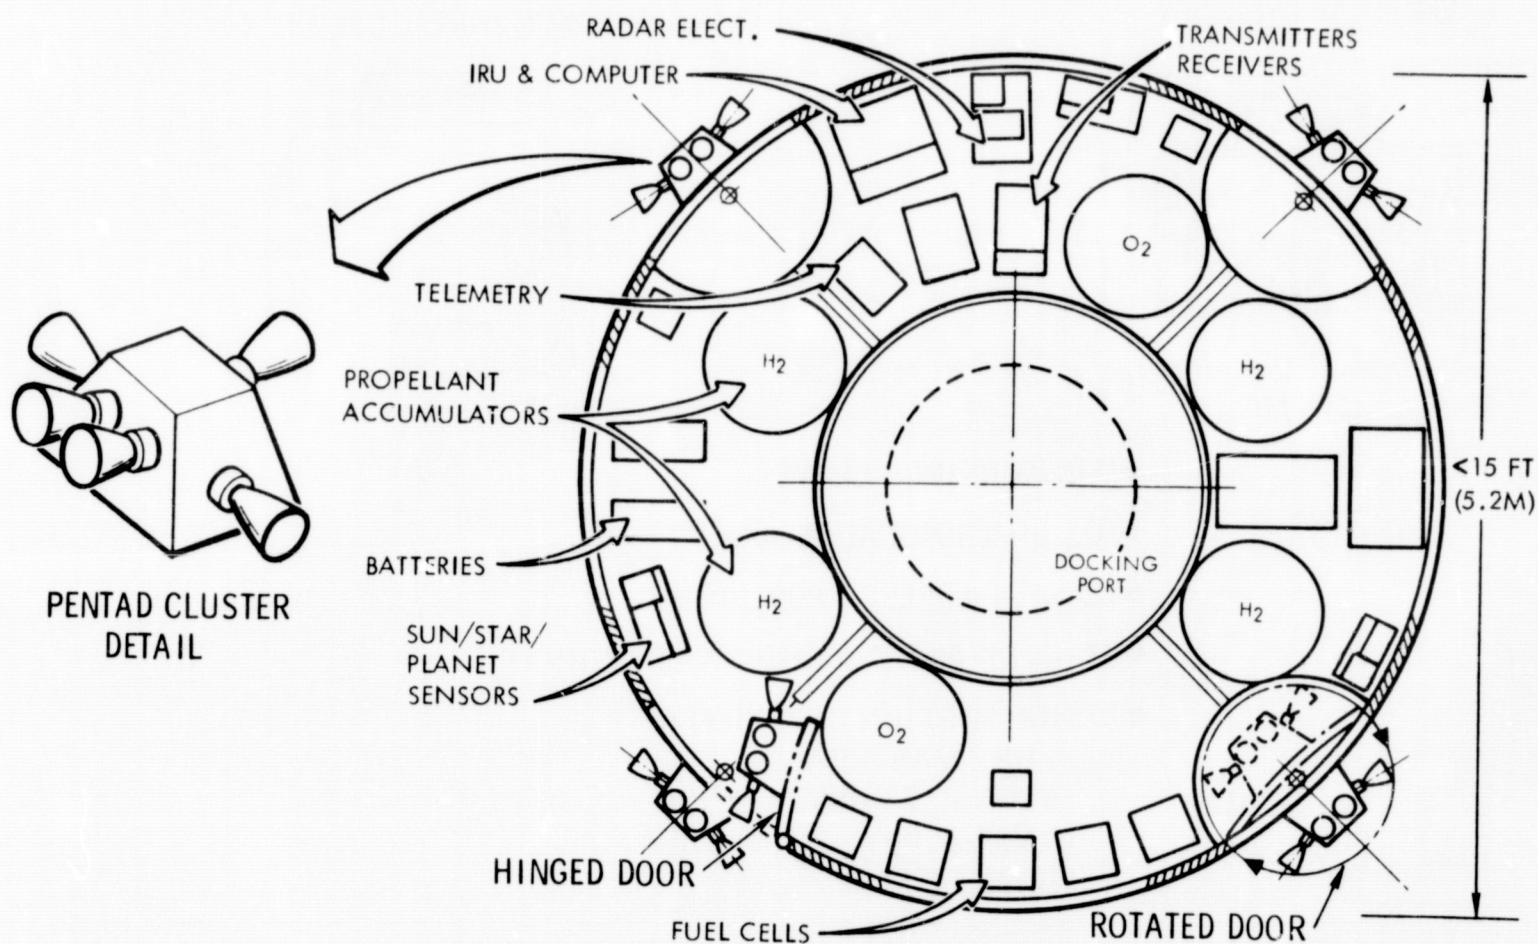 RADAR ELECT.
IRU & COMPUTER
TRANSMITTERS
RECEIVERS
TELEMETRY
O2
H2
H2
PROPELLANT
ACCUMULATORS
<15 FT
(5.2M)
BATTERIES
DOCKING
PORT
H2
H2
PENTAD CLUSTER
DETAIL
SUN/STAR/
PLANET
SENSORS
O2
HINGED DOOR
FUEL CELLS
ROTATED DOOR